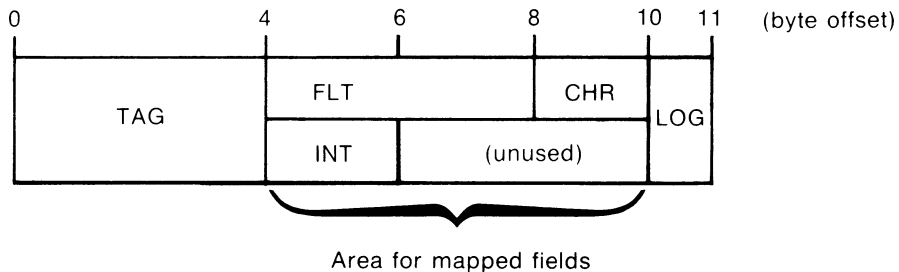 0 4 6 8 10 11 (byte offset)
FLT CHR
TAG LOG
INT (unused)
Area for mapped fields